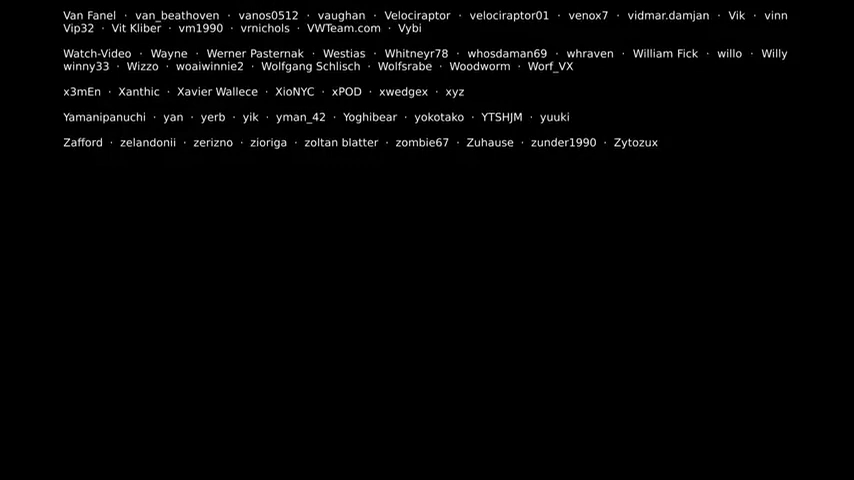 Van Fanel · van_beathoven · vanos0512 · vaughan · Velociraptor · velociraptor01 · venox7 · vidmar.damjan · Vik · vinn
Vip32 · Vit Kliber · vm1990 · vrnichols · VWTeam.com · Vybi
Watch-Video · Wayne · Werner Pasternak · Westias · Whitneyr78 · whosdaman69 · whraven · William Fick · willo · Willy
winny33 · Wizzo · woaiwinnie2 · Wolfgang Schlisch · Wolfsrabe · Woodworm · Worf_VX
x3mEn · Xanthic · Xavier Wallece · XioNYC · xPOD · xwedgex · xyz
Yamanipanuchi · yan · yerb · yik · yman_42 · Yoghibear · yokotako · YTSHJM · yuuki
Zafford · zelandonii · zerizno · zioriga · zoltan blatter · zombie67 · Zuhause · zunder1990 · Zytozux